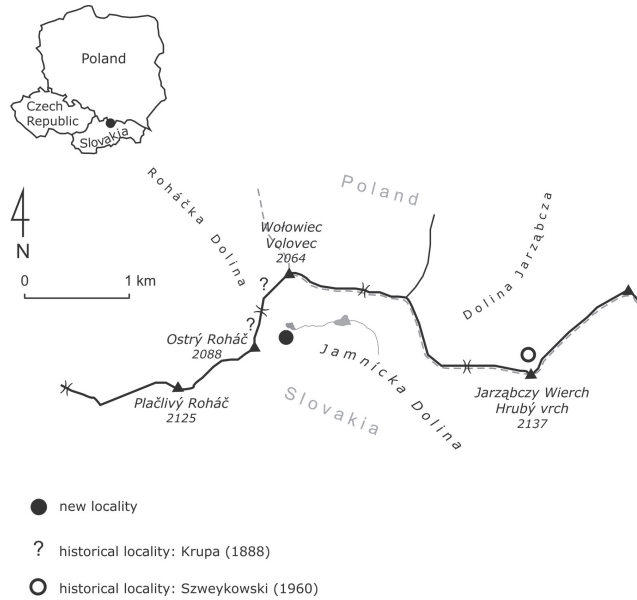 Poland
Czech
Republic
Slovakia
Roháčka Dolina
Poland
Dolina Jarząbcza
N
Wołowiec
Volovec
2064
0 1 km
?
?
Ostrý Roháč
2088
Jamnícka Dolina
Plačlivý Roháč
2125
Slovakia
Jarząbczy Wierch
Hrubý vrch
2137
new locality
? historical locality: Krupa (1888)
historical locality: Szweykowski (1960)